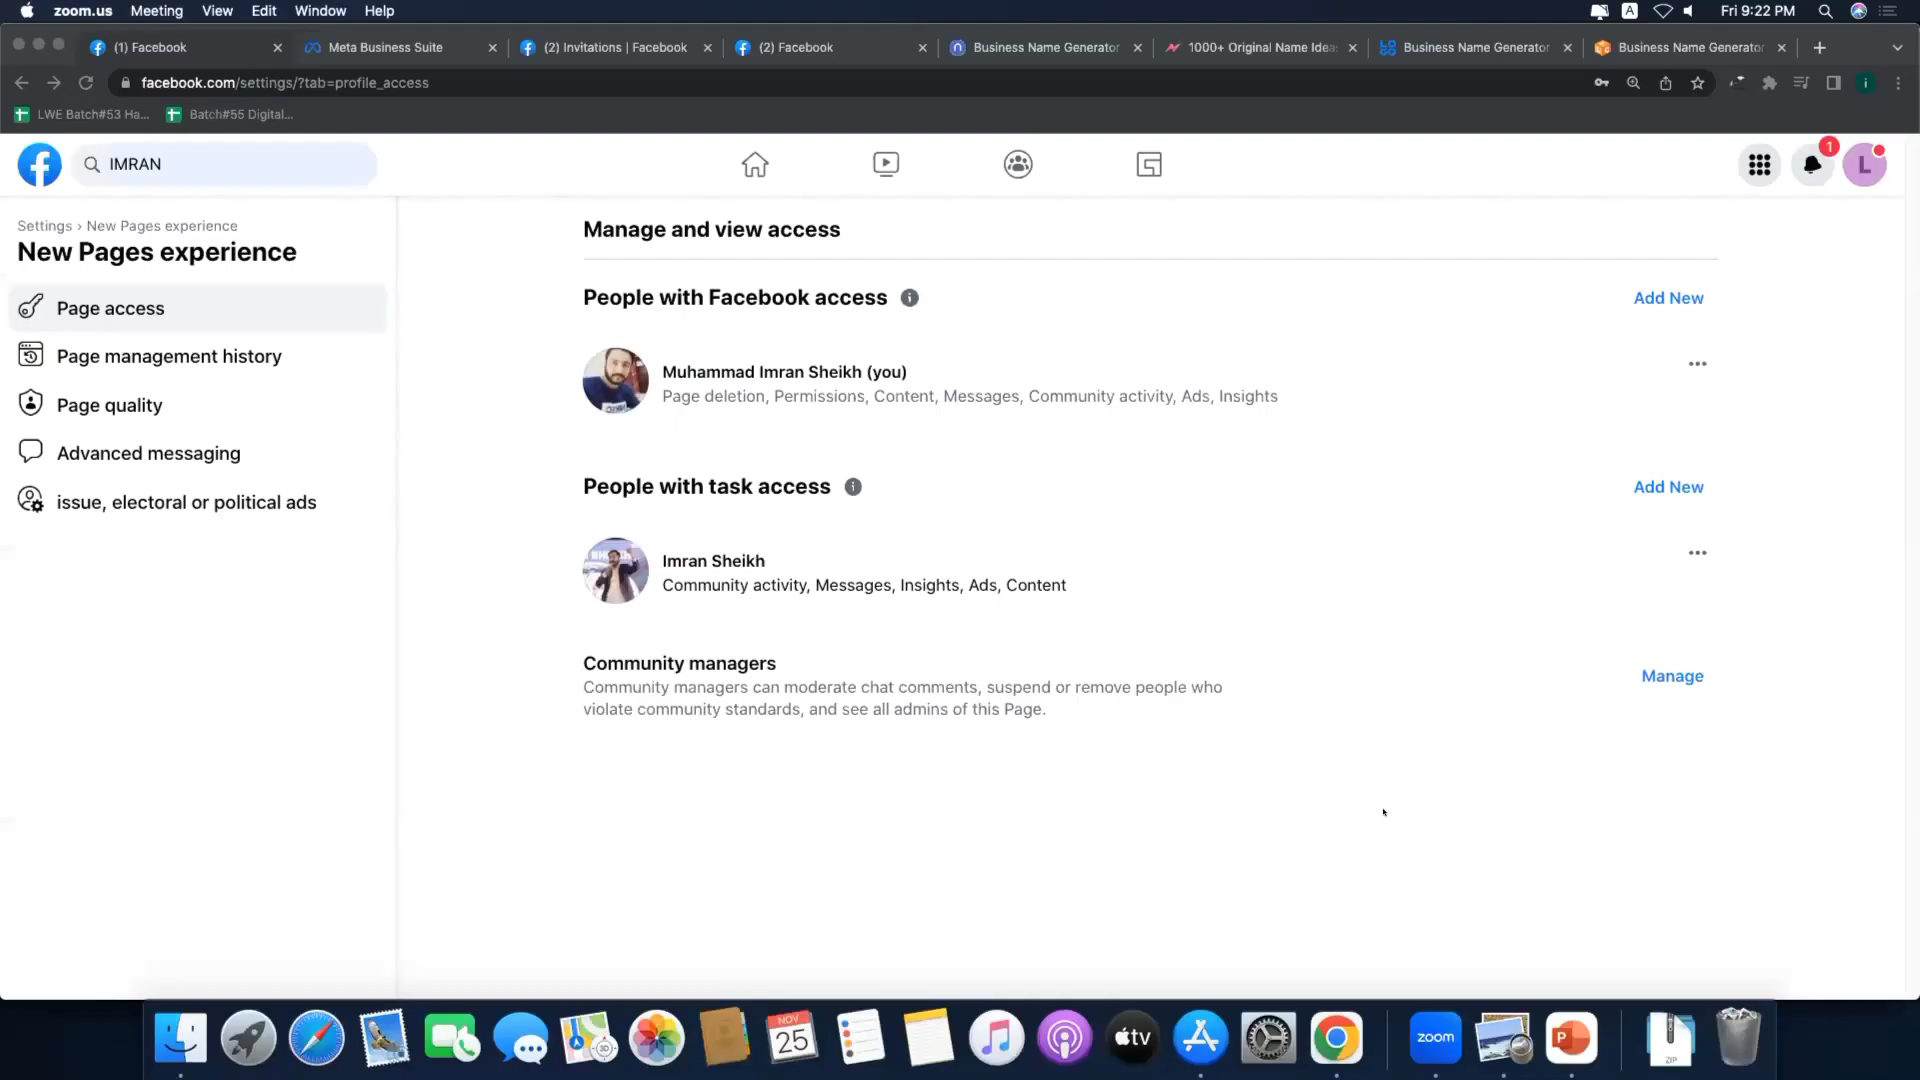 zoom.us Meeting View Edit Window Help A Fri 9:22 PM
(1) Facebook Meta Business Suite (2) Invitations | Facebook (2) Facebook Business Name Generator 1000+ Original Name Idea Business Name Generator Business Name Generator
facebook.com/settings/?tab=profile_access i
LWE Batch#53 Ha... Batch#55 Digital...
IMRAN 1 L
Settings › New Pages experience
New Pages experience
Page access
Page management history
Page quality
Advanced messaging
issue, electoral or political ads
Manage and view access
People with Facebook access Add New
Muhammad Imran Sheikh (you)
Page deletion, Permissions, Content, Messages, Community activity, Ads, Insights
People with task access Add New
Imran Sheikh
Community activity, Messages, Insights, Ads, Content
Community managers
Manage
Community managers can moderate chat comments, suspend or remove people who
violate community standards, and see all admins of this Page.
NOV
25
tv
zoom
P
ZIP